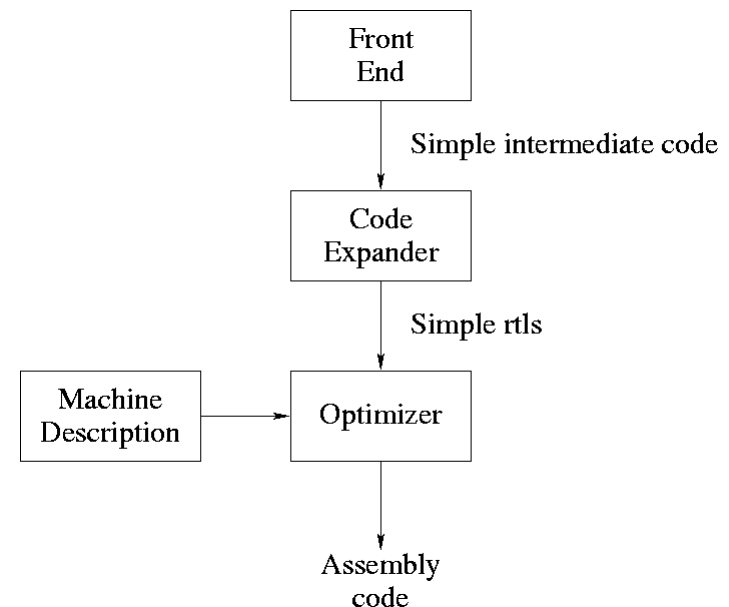 Front
End
Simple intermediate code
Code
Expander
Simple rtls
Machine
Description
Optimizer
Assembly
code